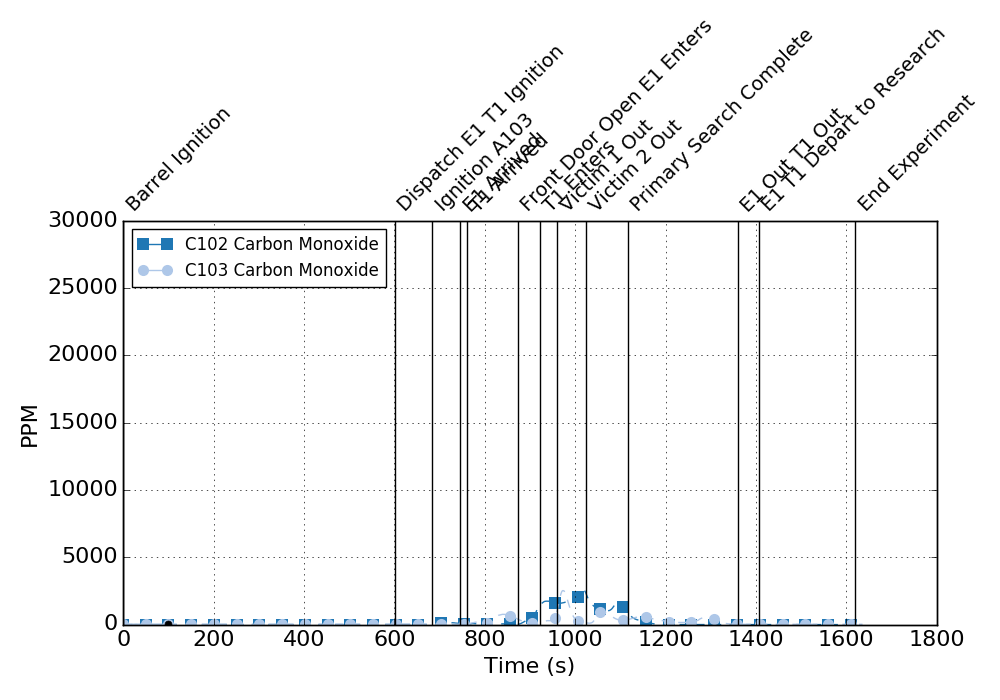 Barrel Ignition
Dispatch E1 T1 Ignition
Ignition A103
E1 Arrived
T1 Arrived
Front Door Open E1 Enters
T1 Enters
Victim 1 Out
Victim 2 Out
Primary Search Complete
E1 Out T1 Out
E1 T1 Depart to Research
End Experiment
30000
25000
20000
15000
10000
5000
0
PPM
C102 Carbon Monoxide
C103 Carbon Monoxide
0 200 400 600 800 1000 1200 1400 1600 1800
Time (s)